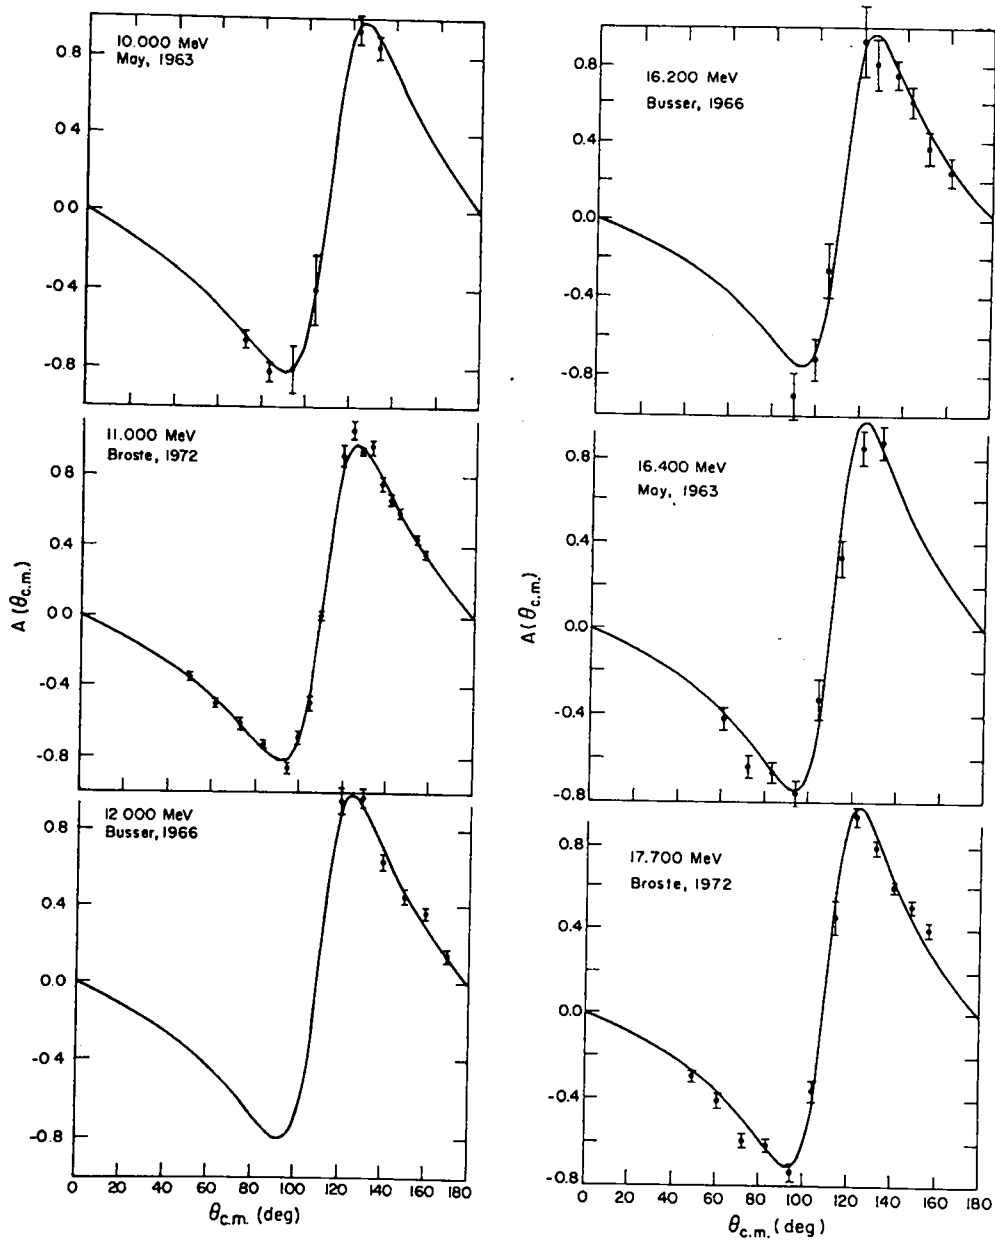 10.000 MeV
May, 1963
0.8
0.4
0.0
-0.4
-0.8
11.000 MeV
Broste, 1972
0.8
0.4
0.0
-0.4
-0.8
A (θc.m.)
12 000 MeV
Busser, 1966
0.8
0.4
0.0
-0.4
-0.8
0 20 40 60 80 100 120 140 160 180
θc.m. (deg)
16.200 MeV
Busser, 1966
0.8
0.4
0.0
-0.4
-0.8
16.400 MeV
May, 1963
0.8
0.4
0.0
-0.4
-0.8
A(θc.m.)
17.700 MeV
Broste, 1972
0.8
0.4
0.0
-0.4
-0.8
0 20 40 60 80 100 120 140 160 180
θc.m. (deg)